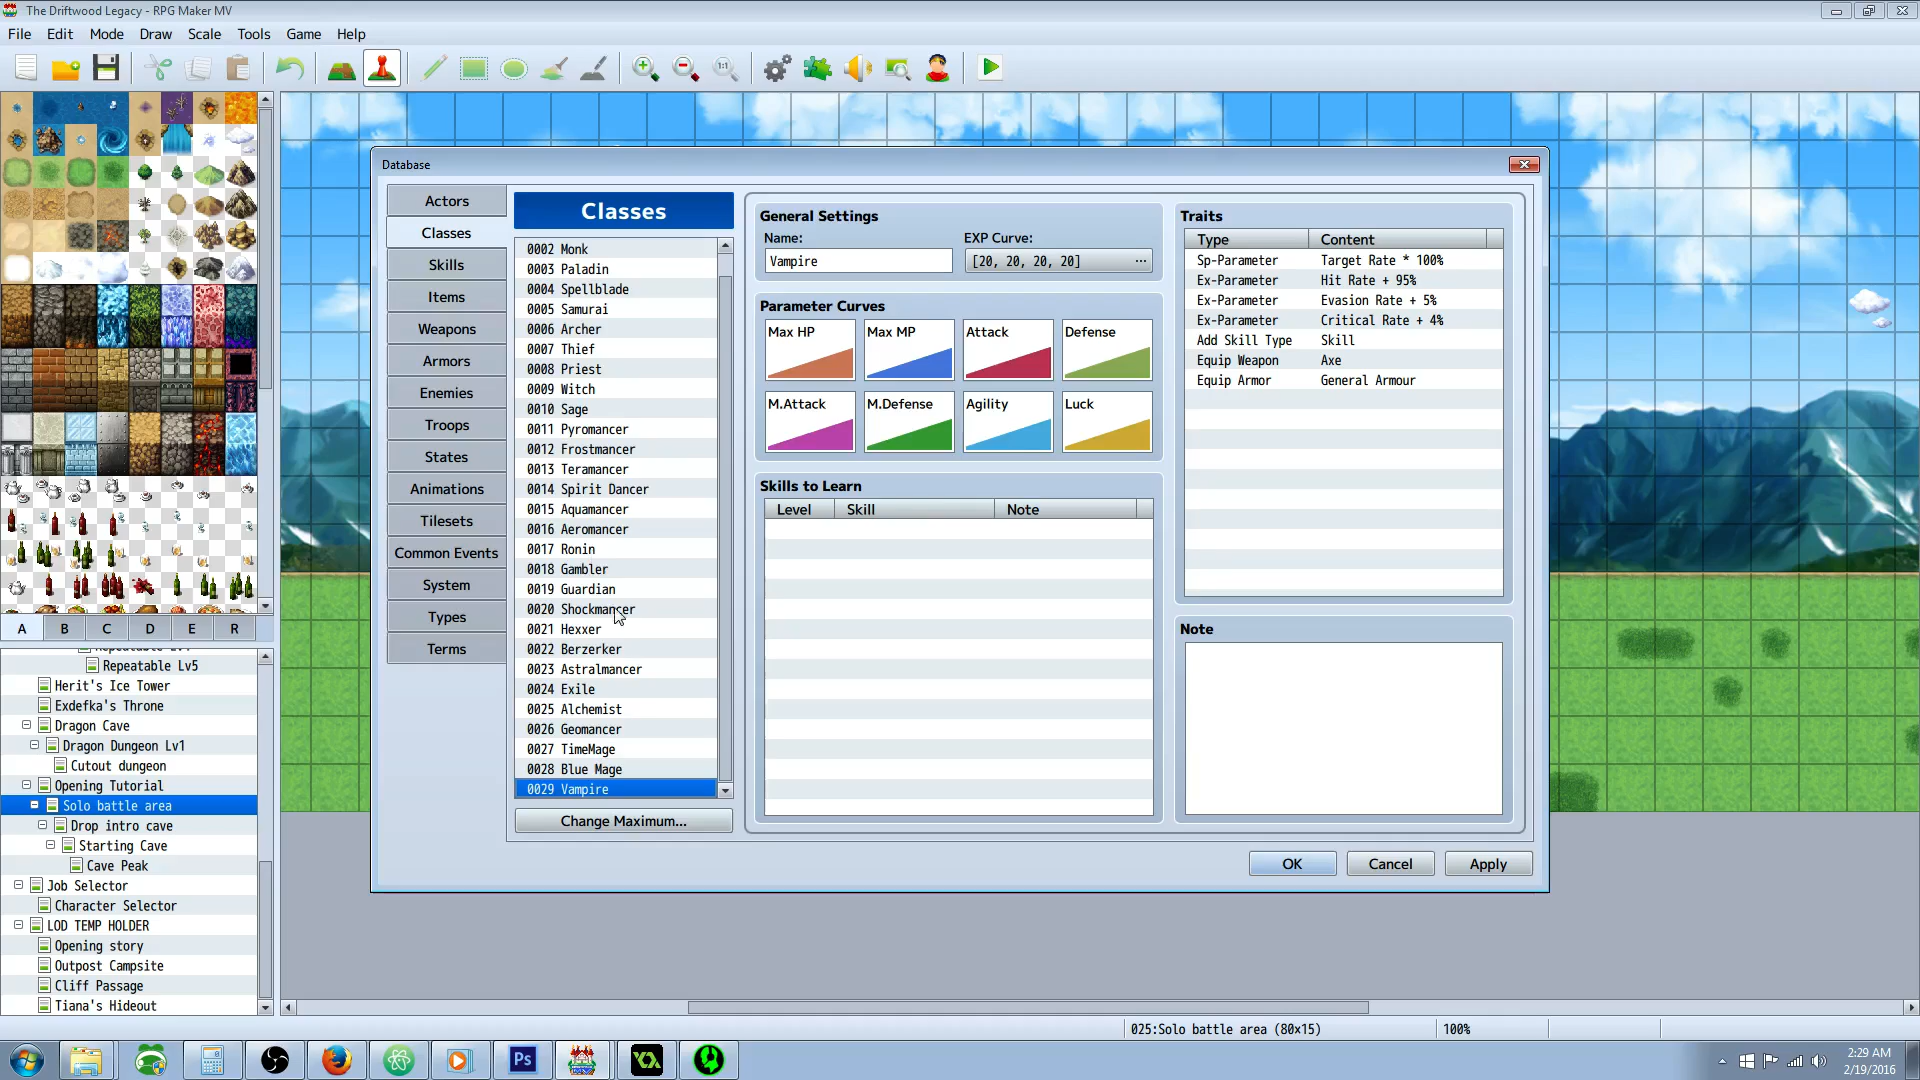 The Driftwood Legacy - RPG Maker MV
File Edit Mode Draw Scale Tools Game Help
1:1
Database
Actors
Classes
Skills
Items
Weapons
Armors
Enemies
Troops
States
Animations
Tilesets
Common Events
System
Types
Terms
Classes
0002 Monk
0003 Paladin
0004 Spellblade
0005 Samurai
0006 Archer
0007 Thief
0008 Priest
0009 Witch
0010 Sage
0011 Pyromancer
0012 Frostmancer
0013 Teramancer
0014 Spirit Dancer
0015 Aquamancer
0016 Aeromancer
0017 Ronin
0018 Gambler
0019 Guardian
0020 Shockmancer
0021 Hexxer
0022 Berzerker
0023 Astralmancer
0024 Exile
0025 Alchemist
0026 Geomancer
0027 TimeMage
0028 Blue Mage
0029 Vampire
Change Maximum...
General Settings
Name: EXP Curve:
Vampire [20, 20, 20, 20] ...
Parameter Curves
Max HP Max MP Attack Defense
M.Attack M.Defense Agility Luck
Skills to Learn
Level Skill Note
Traits
Type Content
Sp-Parameter Target Rate * 100%
Ex-Parameter Hit Rate + 95%
Ex-Parameter Evasion Rate + 5%
Ex-Parameter Critical Rate + 4%
Add Skill Type Skill
Equip Weapon Axe
Equip Armor General Armour
Note
OK Cancel Apply
A B C D E R
Repeatable Lv5
Herit's Ice Tower
Exdefka's Throne
Dragon Cave
Dragon Dungeon Lv1
Cutout dungeon
Opening Tutorial
Solo battle area
Drop intro cave
Starting Cave
Cave Peak
Job Selector
Character Selector
LOD TEMP HOLDER
Opening story
Outpost Campsite
Cliff Passage
Tiana's Hideout
025:Solo battle area (80x15) 100%
Ps
2:29 AM
2/19/2016